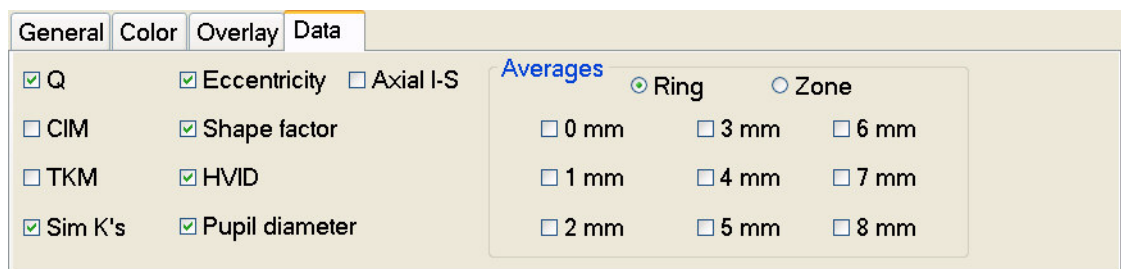 General Color Overlay Data
Q Eccentricity Axial I-S Averages Ring Zone
CIM Shape factor 0 mm 3 mm 6 mm
TKM HVID 1 mm 4 mm 7 mm
Sim K's Pupil diameter 2 mm 5 mm 8 mm